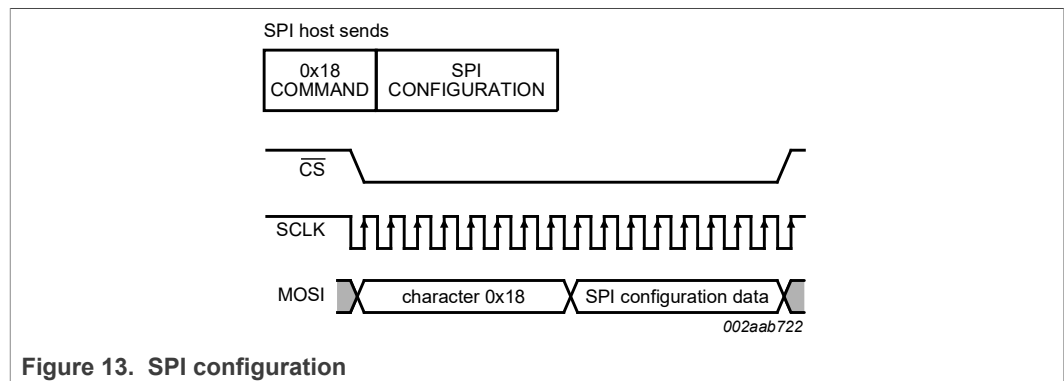 SPI host sends
0x18
COMMAND
SPI
CONFIGURATION
CS
SCLK
MOSI
character 0x18
SPI configuration data
002aab722
Figure 13. SPI configuration